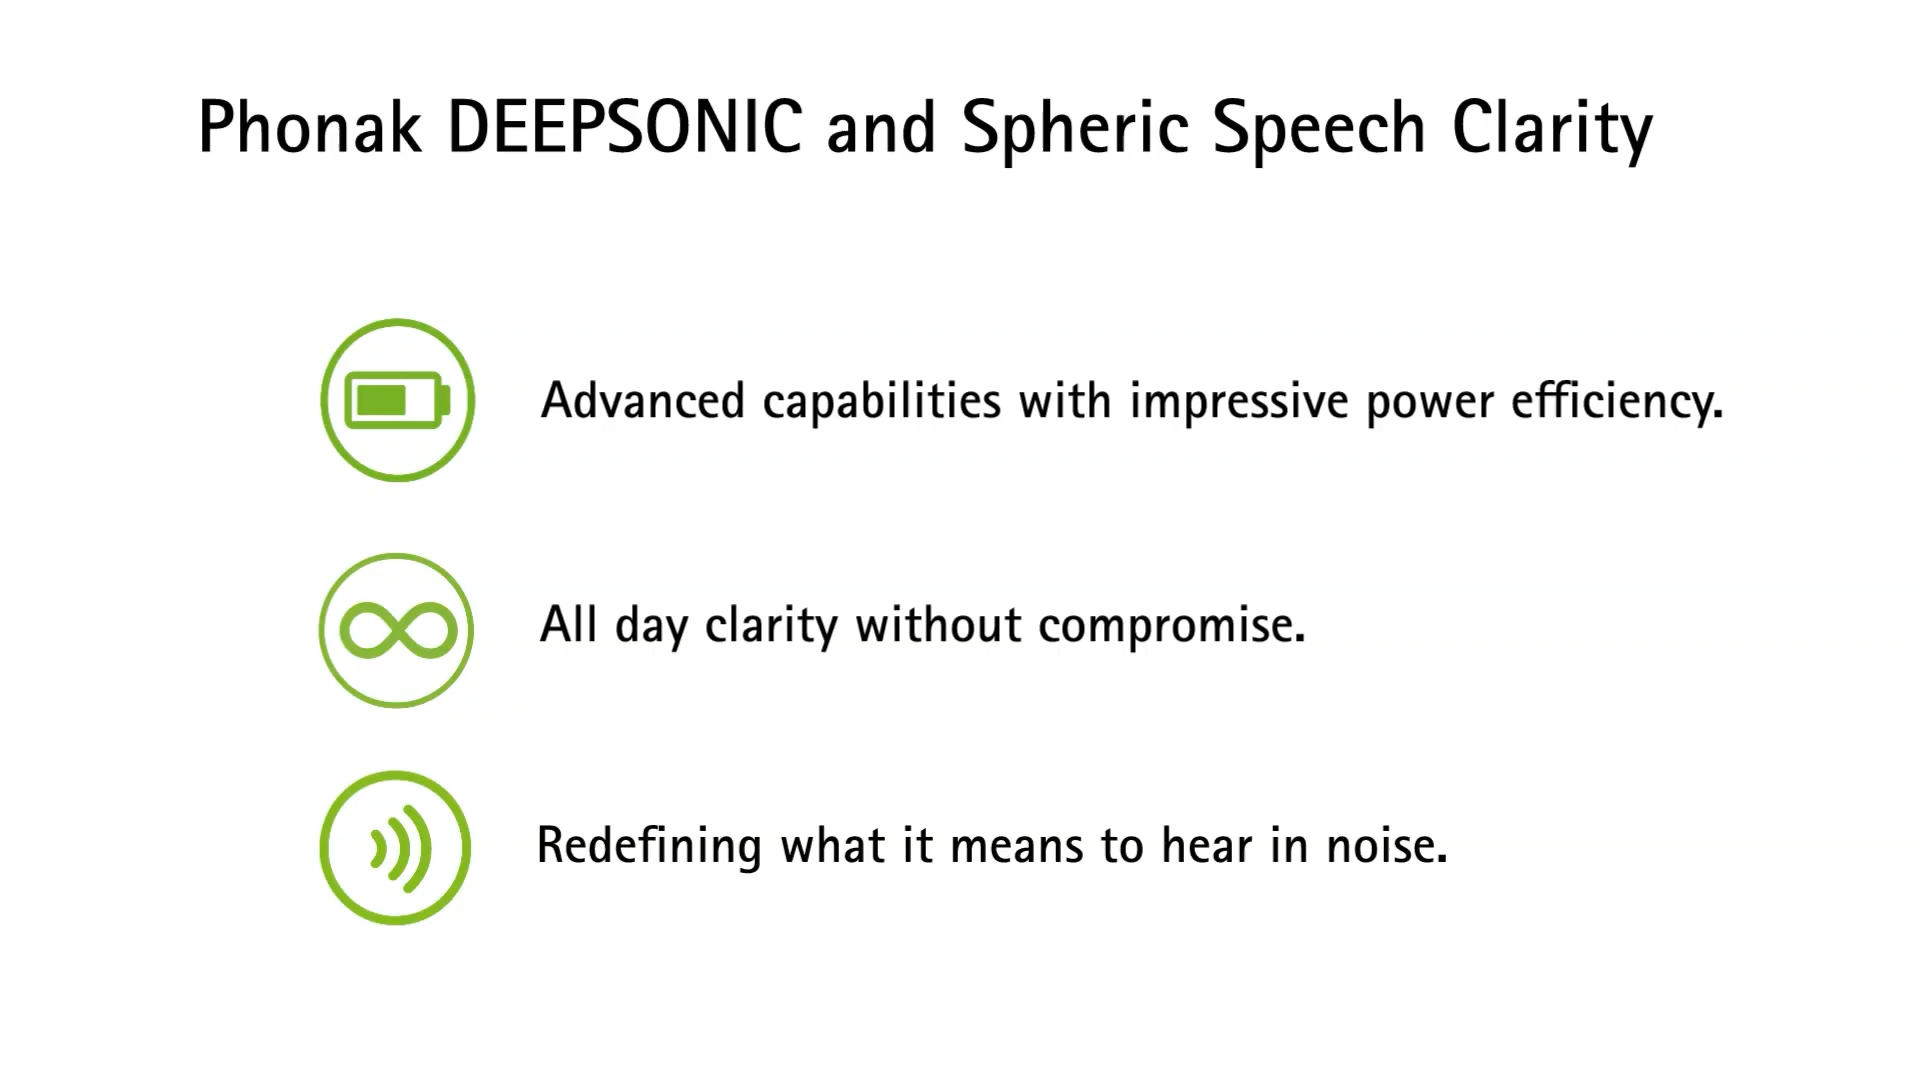 Phonak DEEPSONIC and Spheric Speech Clarity
Advanced capabilities with impressive power efficiency.
All day clarity without compromise.
Redefining what it means to hear in noise.